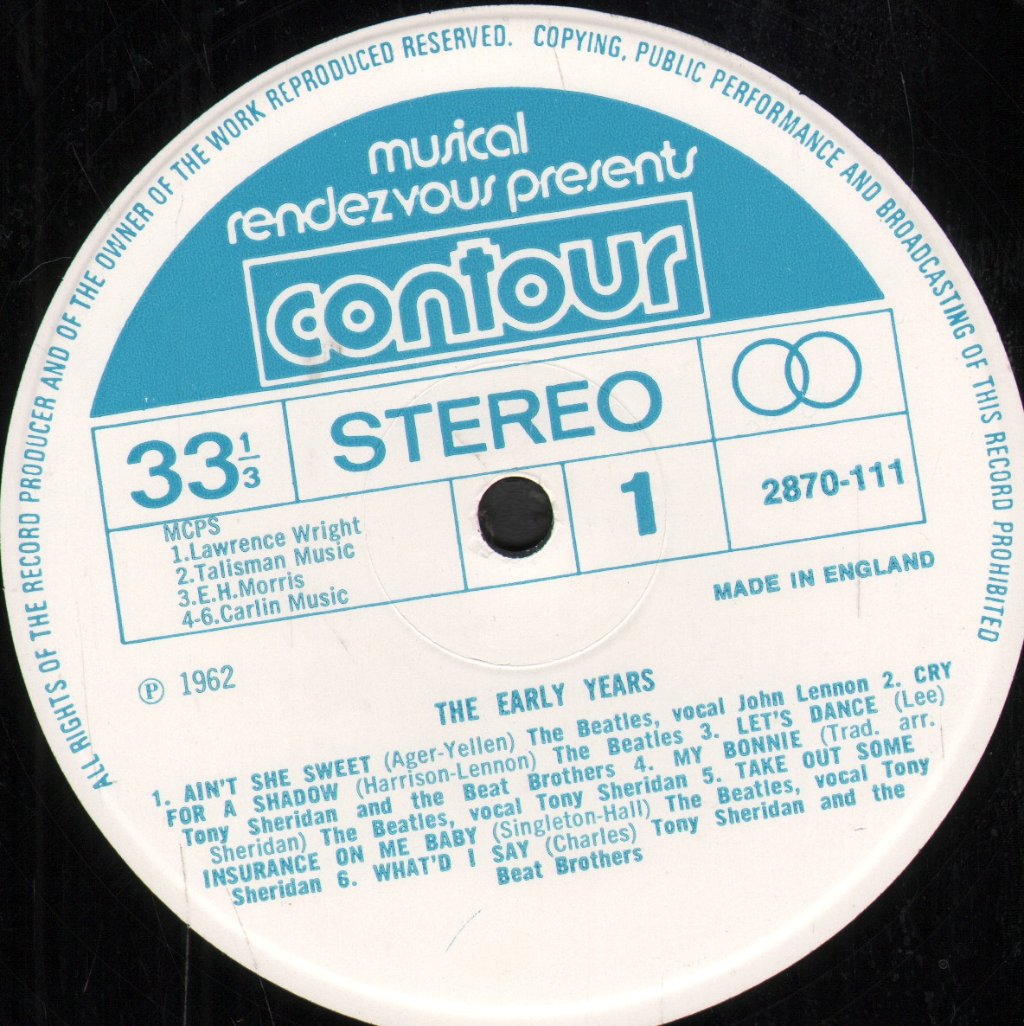 ALL RIGHTS OF THE RECORD PRODUCER AND OF THE OWNER OF THE WORK REPRODUCED RESERVED. COPYING, PUBLIC PERFORMANCE AND BROADCASTING OF THIS RECORD PROHIBITED
musical
rendezvous presents
contour
33 1/3
STEREO
MCPS
1.Lawrence Wright
2.Talisman Music
3.E.H.Morris
4-6.Carlin Music
1
2870-111
MADE IN ENGLAND
Ⓟ 1962
THE EARLY YEARS
1. AIN'T SHE SWEET (Ager-Yellen) The Beatles, vocal John Lennon 2. CRY
FOR A SHADOW (Harrison-Lennon) The Beatles 3. LET'S DANCE (Lee)
Tony Sheridan and the Beat Brothers 4. MY BONNIE (Trad. arr.
Sheridan) The Beatles, vocal Tony Sheridan 5. TAKE OUT SOME
INSURANCE ON ME BABY (Singleton-Hall) The Beatles, vocal Tony
Sheridan 6. WHAT'D I SAY (Charles) Tony Sheridan and the
Beat Brothers